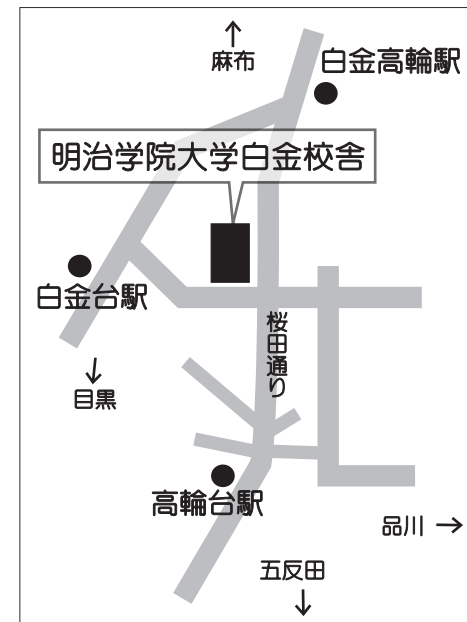 麻布
白金高輪駅
明治学院大学白金校舎
白金台駅
桜田通り
目黒
高輪台駅
品川
五反田